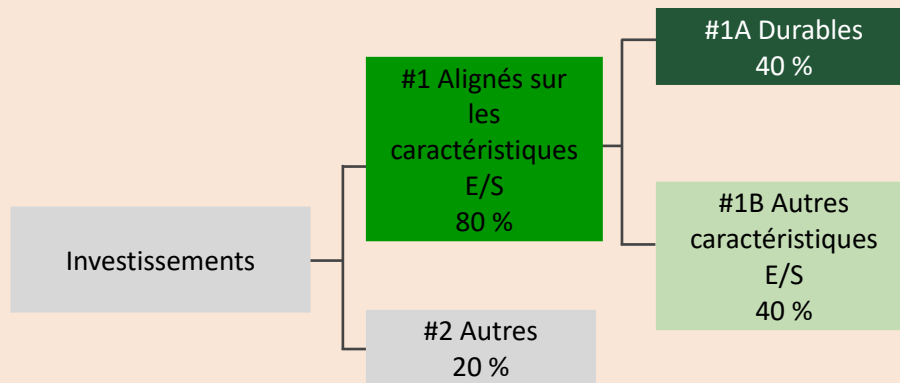 Investissements
#1 Alignés sur
les
caractéristiques
E/S
80 %
#2 Autres
20 %
#1A Durables
40 %
#1B Autres
caractéristiques
E/S
40 %